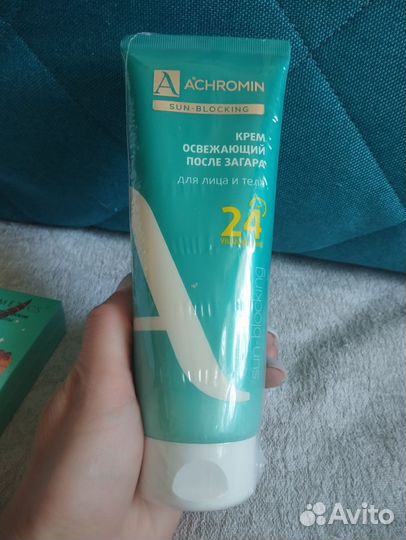 A
ACHROMIN
SUN-BLOCKING
КРЕМ
ОСВЕЖАЮЩИЙ
ПОСЛЕ ЗАГАРА
для лица и тела
24
sun-blocking
Avito